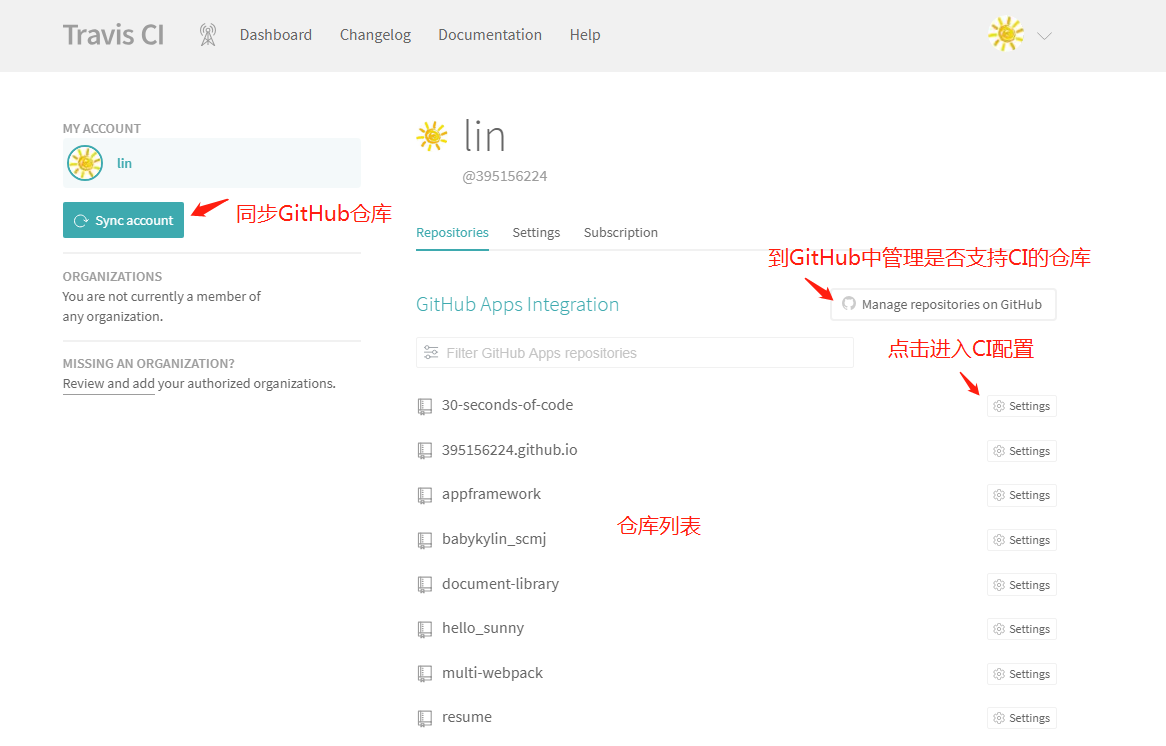 Travis CI
Dashboard
Changelog
Documentation
Help
MY ACCOUNT
lin
Sync account
同步GitHub仓库
ORGANIZATIONS
You are not currently a member of
any organization.
MISSING AN ORGANIZATION?
Review and add your authorized organizations.
lin
@395156224
Repositories
Settings
Subscription
到GitHub中管理是否支持CI的仓库
GitHub Apps Integration
Manage repositories on GitHub
Filter GitHub Apps repositories
点击进入CI配置
30-seconds-of-code
Settings
395156224.github.io
Settings
appframework
Settings
仓库列表
babykylin_scmj
Settings
document-library
Settings
hello_sunny
Settings
multi-webpack
Settings
resume
Settings